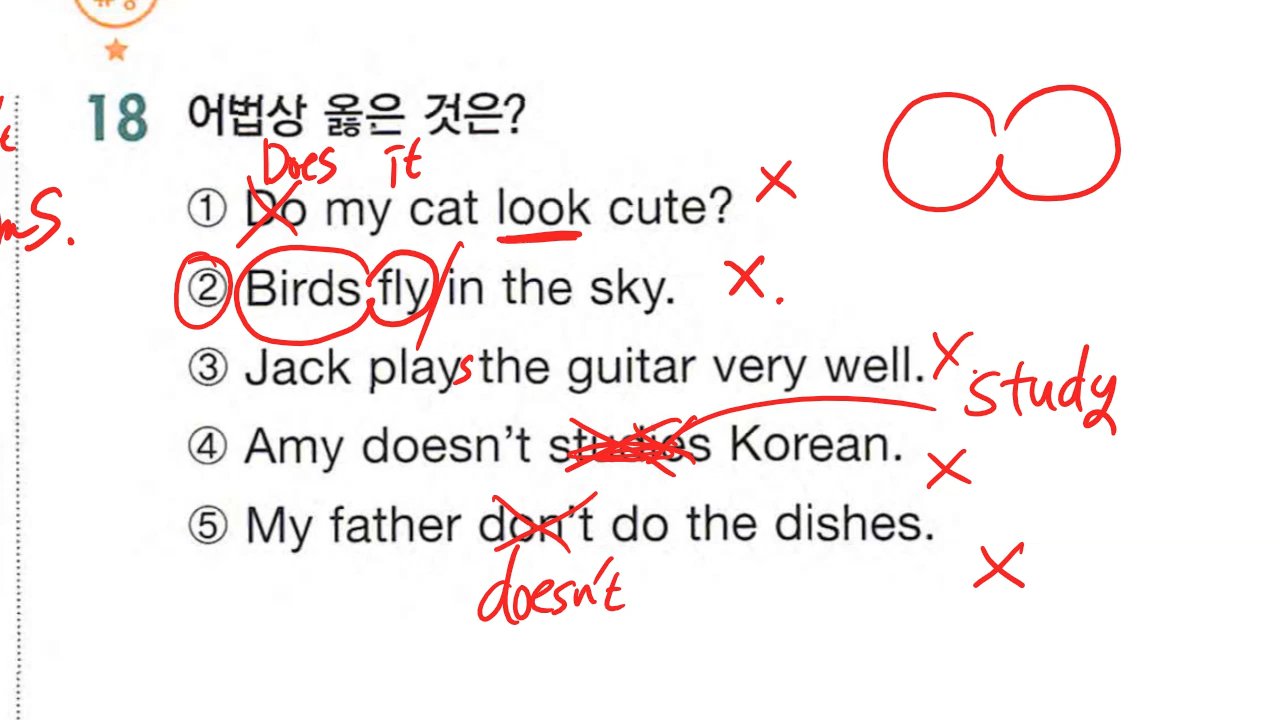 #8
18 어법상 옳은 것은?
Does it
① Do my cat look cute? X
② Birds fly in the sky. X.
③ Jack plays the guitar very well. X
study
④ Amy doesn't studies Korean. X
⑤ My father don't do the dishes. X
doesn't
S.